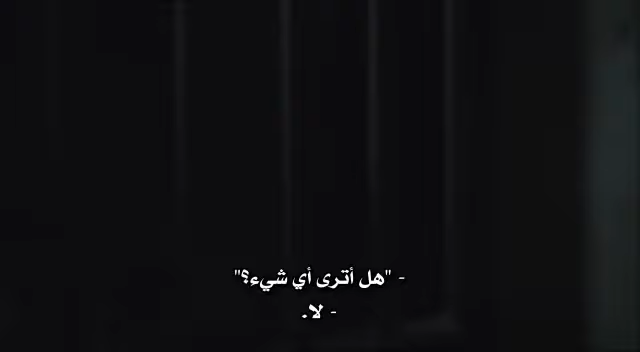 - "هل أترى أي شيء؟"
- لا.